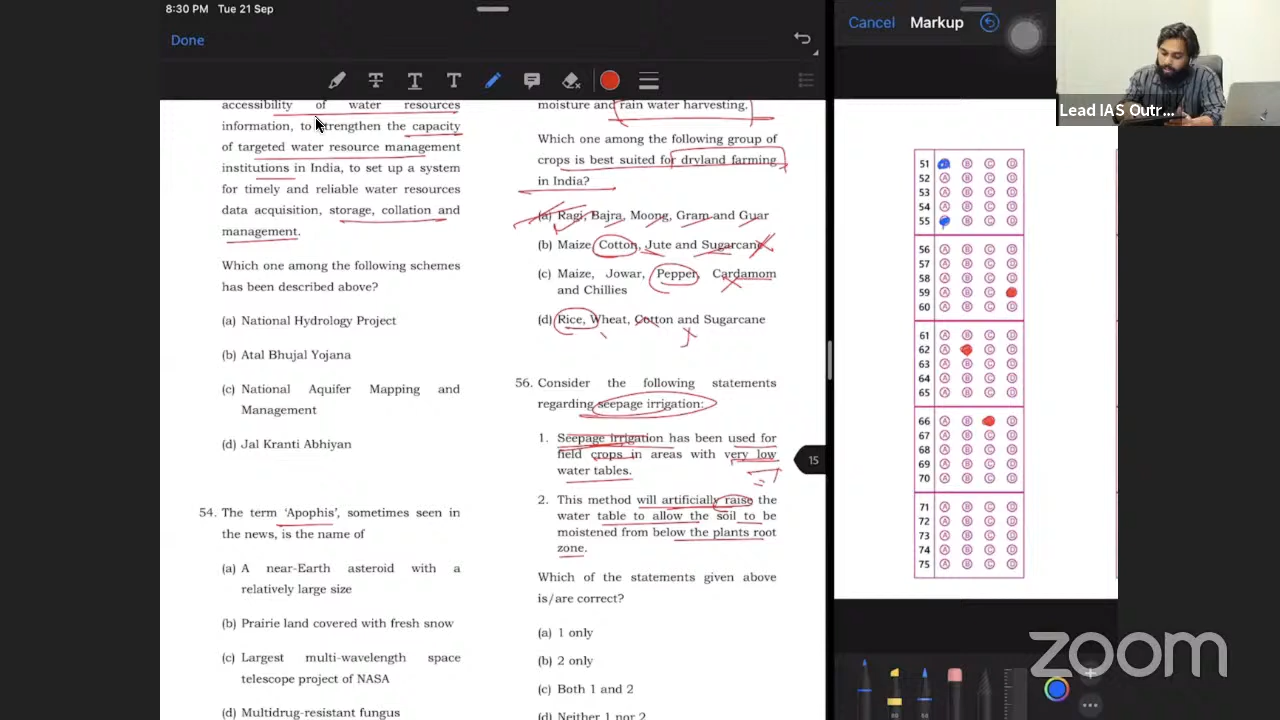 8:30 PM Tue 21 Sep
Done
accessibility of water resources
information, to strengthen the capacity
of targeted water resource management
institutions in India, to set up a system
for timely and reliable water resources
data acquisition, storage, collation and
management.
Which one among the following schemes
has been described above?
(a) National Hydrology Project
(b) Atal Bhujal Yojana
(c) National Aquifer Mapping and
Management
(d) Jal Kranti Abhiyan
54. The term ‘Apophis’, sometimes seen in
the news, is the name of
(a) A near-Earth asteroid with a
relatively large size
(b) Prairie land covered with fresh snow
(c) Largest multi-wavelength space
telescope project of NASA
(d) Multidrug-resistant fungus
moisture and rain water harvesting.
Which one among the following group of
crops is best suited for dryland farming
in India?
(a) Ragi, Bajra, Moong, Gram and Guar
(b) Maize, Cotton, Jute and Sugarcane
(c) Maize, Jowar, Pepper, Cardamom
and Chillies
(d) Rice, Wheat, Cotton and Sugarcane
56. Consider the following statements
regarding seepage irrigation:
1. Seepage irrigation has been used for
field crops in areas with very low
water tables.
2. This method will artificially raise the
water table to allow the soil to be
moistened from below the plants root
zone.
Which of the statements given above
is/are correct?
(a) 1 only
(b) 2 only
(c) Both 1 and 2
(d) Neither 1 nor 2
15
Cancel Markup
Lead IAS Outr...
51
52 A B C D
53 A B C D
54 A B C D
55 B C D
56 A B C D
57 A B C D
58 A B C D
59 A B C
60 A B C D
61 A B C D
62 A C D
63 A B C D
64 A B C D
65 A B C D
66 A B D
67 A B C D
68 A B C D
69 A B C D
70 A B C D
71 A B C D
72 A B C D
73 A B C D
74 A B C D
75 A B C D
zoom